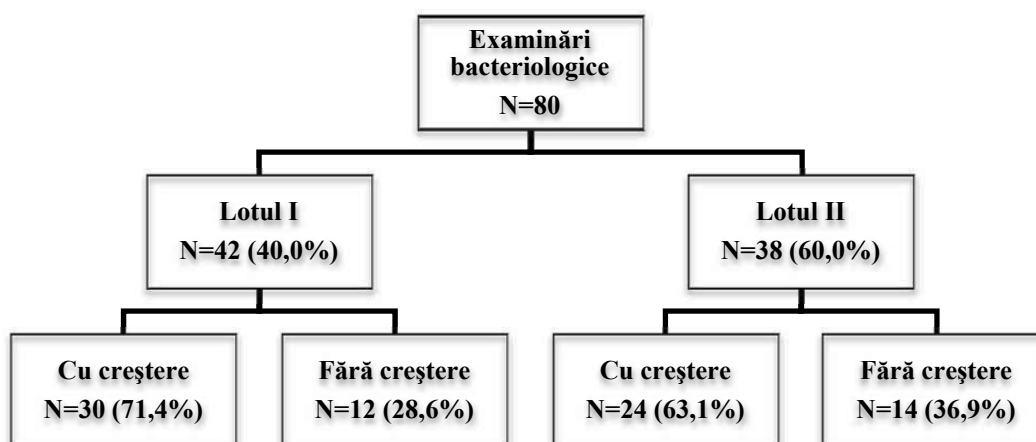 Examinări
bacteriologice
N=80
Lotul I
N=42 (40,0%)
Lotul II
N=38 (60,0%)
Cu creştere
N=30 (71,4%)
Fără creştere
N=12 (28,6%)
Cu creştere
N=24 (63,1%)
Fără creştere
N=14 (36,9%)